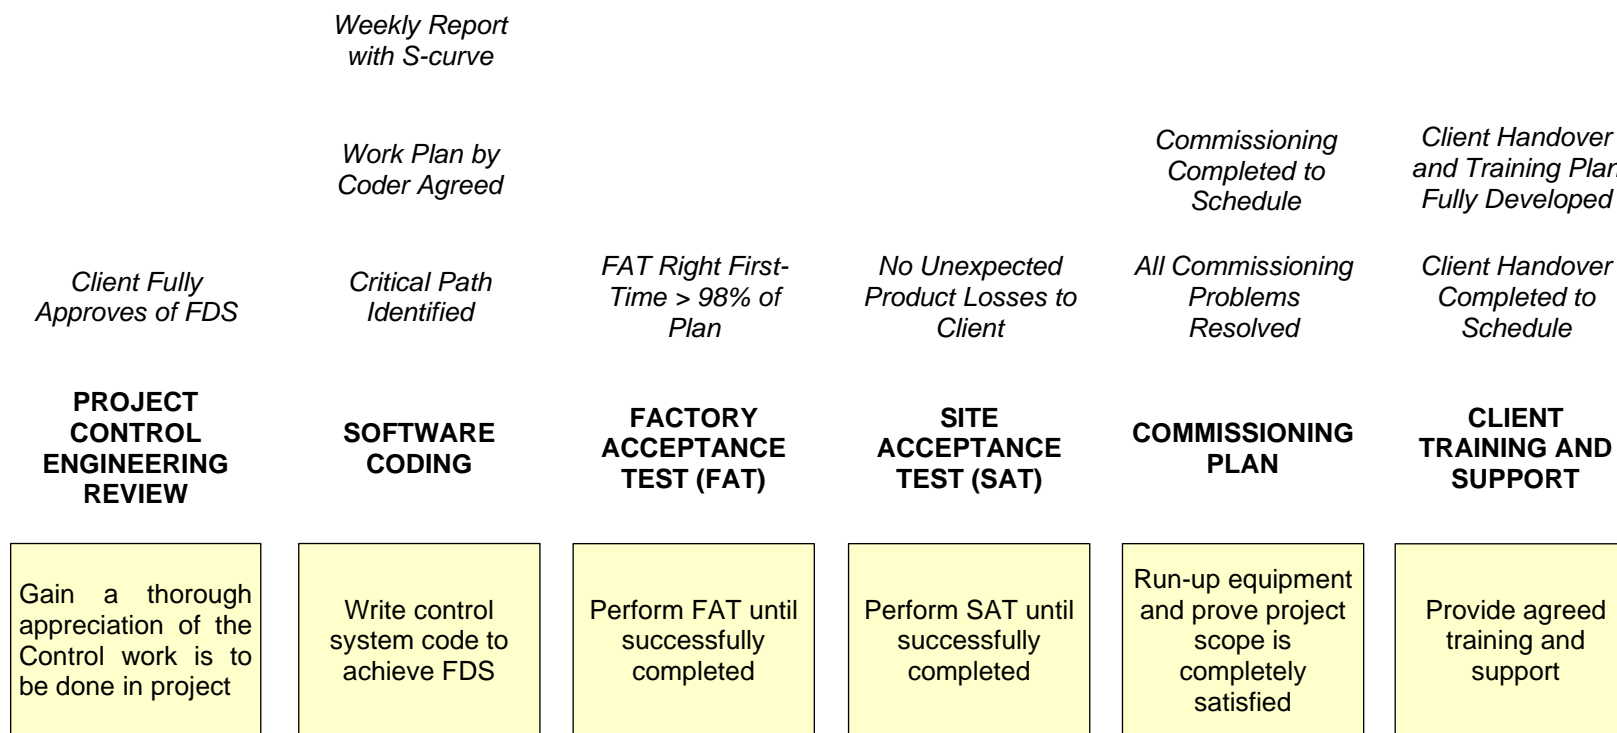 Weekly Report
with S-curve
Work Plan by
Coder Agreed
Commissioning
Completed to
Schedule
Client Handover
and Training Plan
Fully Developed
Client Fully
Approves of FDS
Critical Path
Identified
FAT Right First-
Time > 98% of
Plan
No Unexpected
Product Losses to
Client
All Commissioning
Problems
Resolved
Client Handover
Completed to
Schedule
PROJECT
CONTROL
ENGINEERING
REVIEW
SOFTWARE
CODING
FACTORY
ACCEPTANCE
TEST (FAT)
SITE
ACCEPTANCE
TEST (SAT)
COMMISSIONING
PLAN
CLIENT
TRAINING AND
SUPPORT
Gain a thorough
appreciation of the
Control work is to
be done in project
Write control
system code to
achieve FDS
Perform FAT until
successfully
completed
Perform SAT until
successfully
completed
Run-up equipment
and prove project
scope is
completely
satisfied
Provide agreed
training and
support